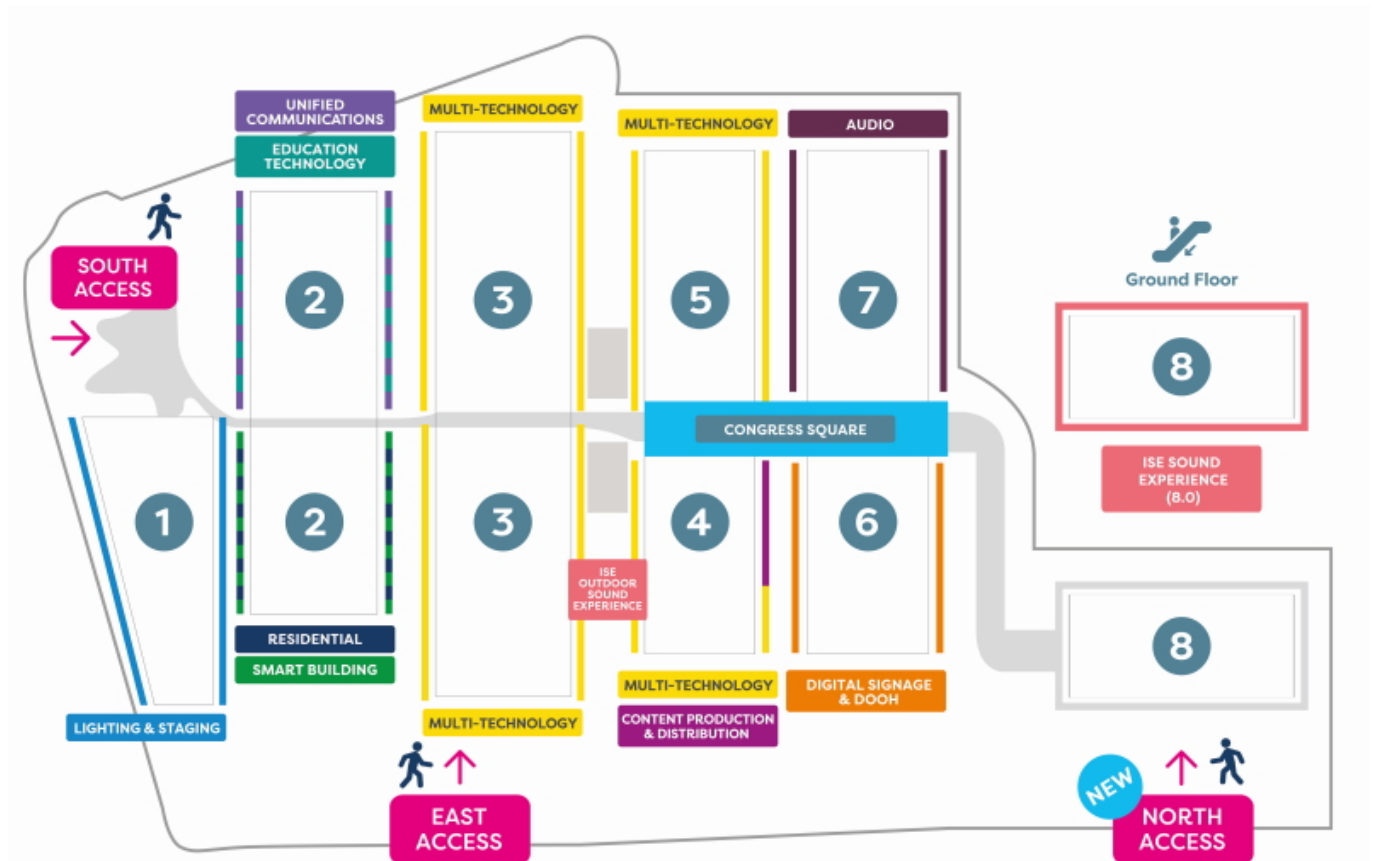 UNIFIED
COMMUNICATIONS
EDUCATION
TECHNOLOGY
MULTI-TECHNOLOGY
MULTI-TECHNOLOGY
AUDIO
SOUTH
ACCESS
2
3
5
7
Ground Floor
8
ISE SOUND
EXPERIENCE
(8.0)
CONGRESS SQUARE
1
2
3
4
6
ISE
OUTDOOR
SOUND
EXPERIENCE
8
RESIDENTIAL
SMART BUILDING
LIGHTING & STAGING
MULTI-TECHNOLOGY
MULTI-TECHNOLOGY
CONTENT PRODUCTION
& DISTRIBUTION
DIGITAL SIGNAGE
& DOOH
EAST
ACCESS
NEW
NORTH
ACCESS